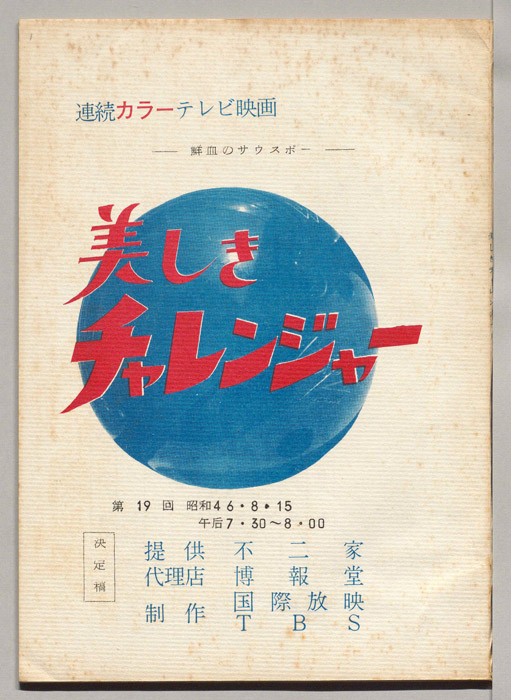 連続カラーテレビ映画
── 鮮血のサウスポー ──
美しき
チャレンジャー
第 19 回 昭和46・8・15
午后7・30〜8・00
決定稿
提供 不二家
代理店 博報堂
制作 国際放映
TBS